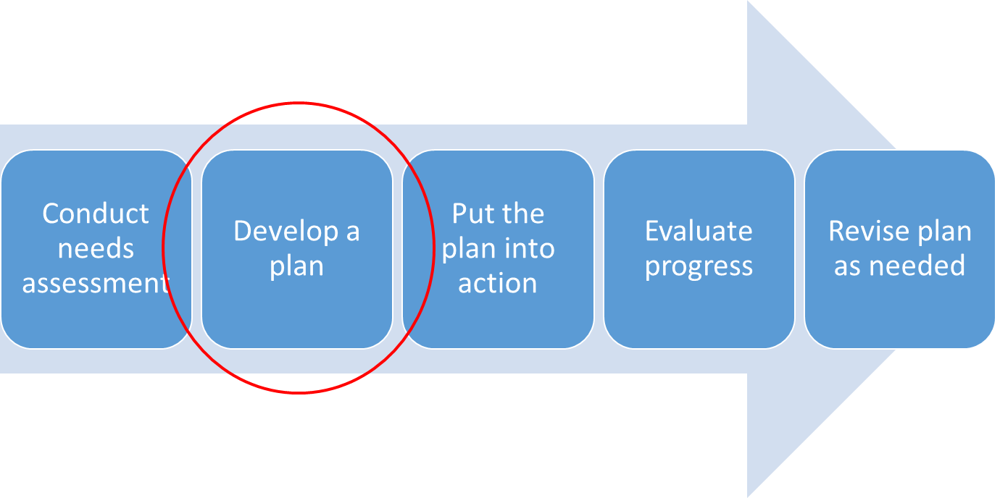 Conduct
needs
assessment
Develop a
plan
Put the
plan into
action
Evaluate
progress
Revise plan
as needed